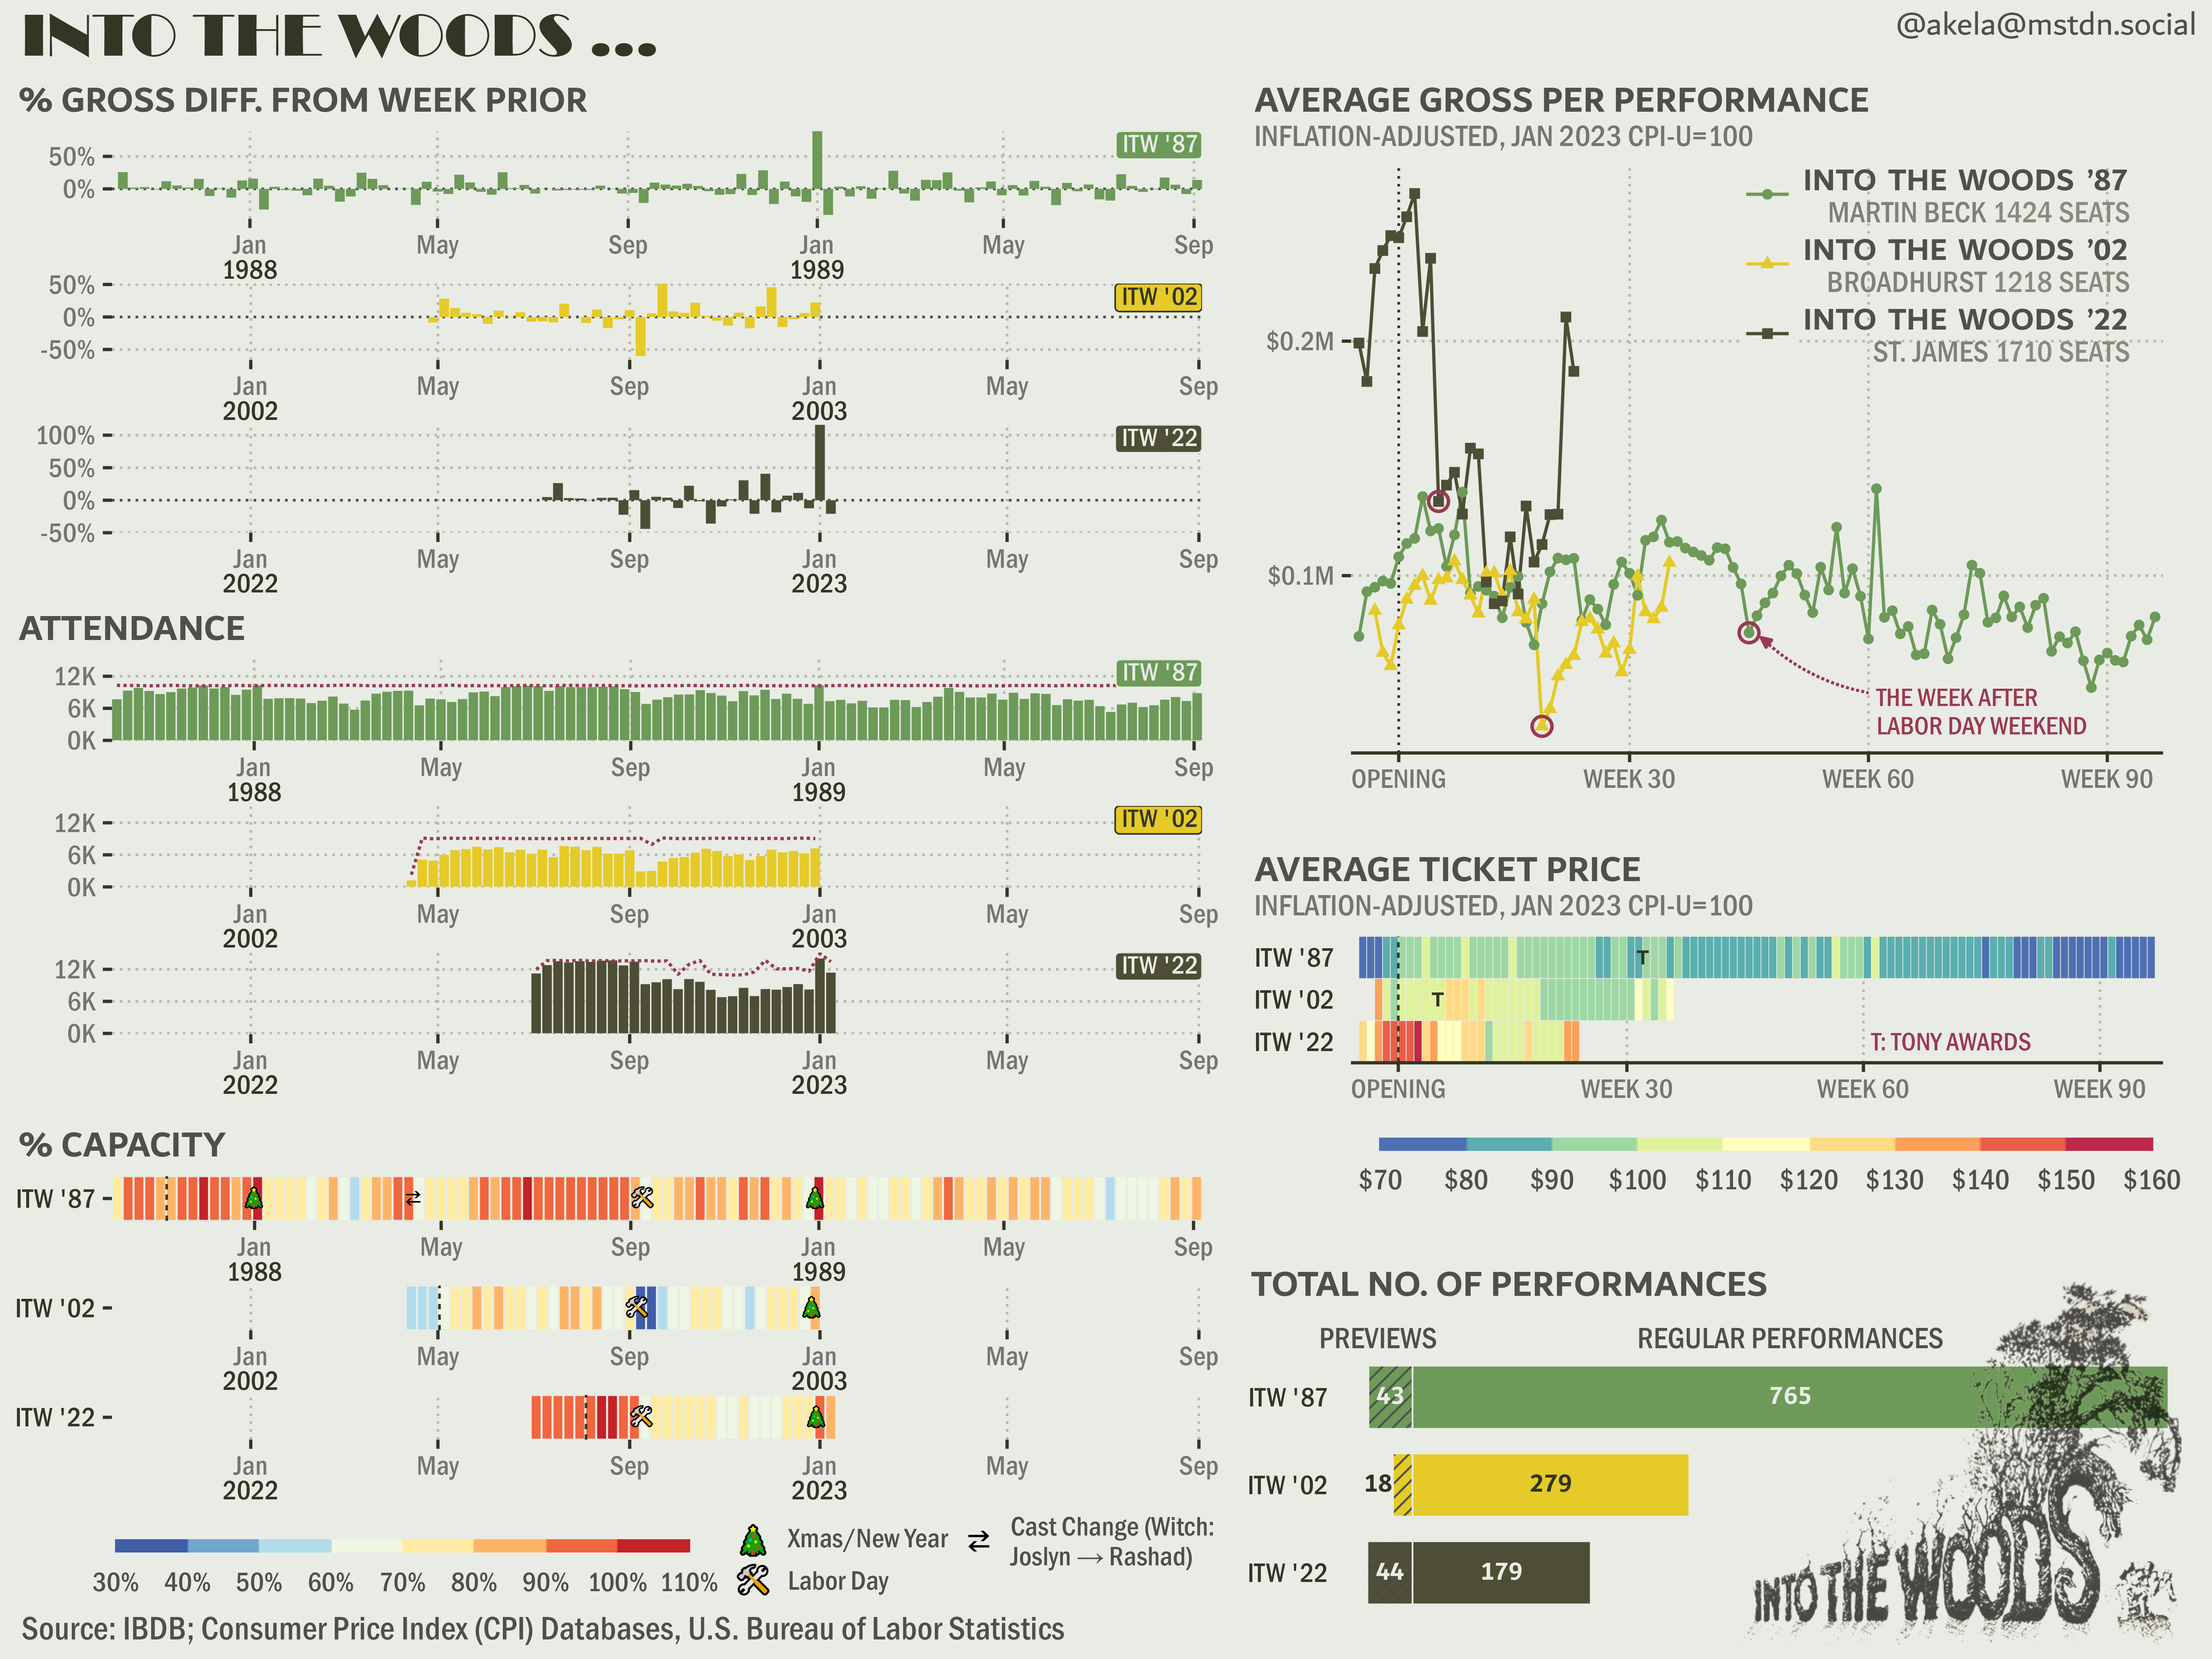 INTO THE WOODS ...
@akela@mstdn.social
% GROSS DIFF. FROM WEEK PRIOR
ITW '87
50%
0%
Jan May Sep Jan May Sep
1988 1989
ITW '02
50%
0%
-50%
Jan May Sep Jan May Sep
2002 2003
ITW '22
100%
50%
0%
-50%
Jan May Sep Jan May Sep
2022 2023
ATTENDANCE
ITW '87
12K
6K
0K
Jan May Sep Jan May Sep
1988 1989
ITW '02
12K
6K
0K
Jan May Sep Jan May Sep
2002 2003
ITW '22
12K
6K
0K
Jan May Sep Jan May Sep
2022 2023
% CAPACITY
ITW '87
Jan May Sep Jan May Sep
1988 1989
ITW '02
Jan May Sep Jan May Sep
2002 2003
ITW '22
Jan May Sep Jan May Sep
2022 2023
30% 40% 50% 60% 70% 80% 90% 100% 110%
Xmas/New Year
Labor Day
⇄ Cast Change (Witch:
Joslyn → Rashad)
Source: IBDB; Consumer Price Index (CPI) Databases, U.S. Bureau of Labor Statistics
AVERAGE GROSS PER PERFORMANCE
INFLATION-ADJUSTED, JAN 2023 CPI-U=100
INTO THE WOODS ’87
MARTIN BECK 1424 SEATS
INTO THE WOODS ’02
BROADHURST 1218 SEATS
INTO THE WOODS ’22
ST. JAMES 1710 SEATS
$0.2M
$0.1M
THE WEEK AFTER
LABOR DAY WEEKEND
OPENING WEEK 30 WEEK 60 WEEK 90
AVERAGE TICKET PRICE
INFLATION-ADJUSTED, JAN 2023 CPI-U=100
ITW '87 T
ITW '02 T
ITW '22
T: TONY AWARDS
OPENING WEEK 30 WEEK 60 WEEK 90
$70 $80 $90 $100 $110 $120 $130 $140 $150 $160
TOTAL NO. OF PERFORMANCES
PREVIEWS REGULAR PERFORMANCES
ITW '87 43 765
ITW '02 18 279
ITW '22 44 179
INTO THE WOODS